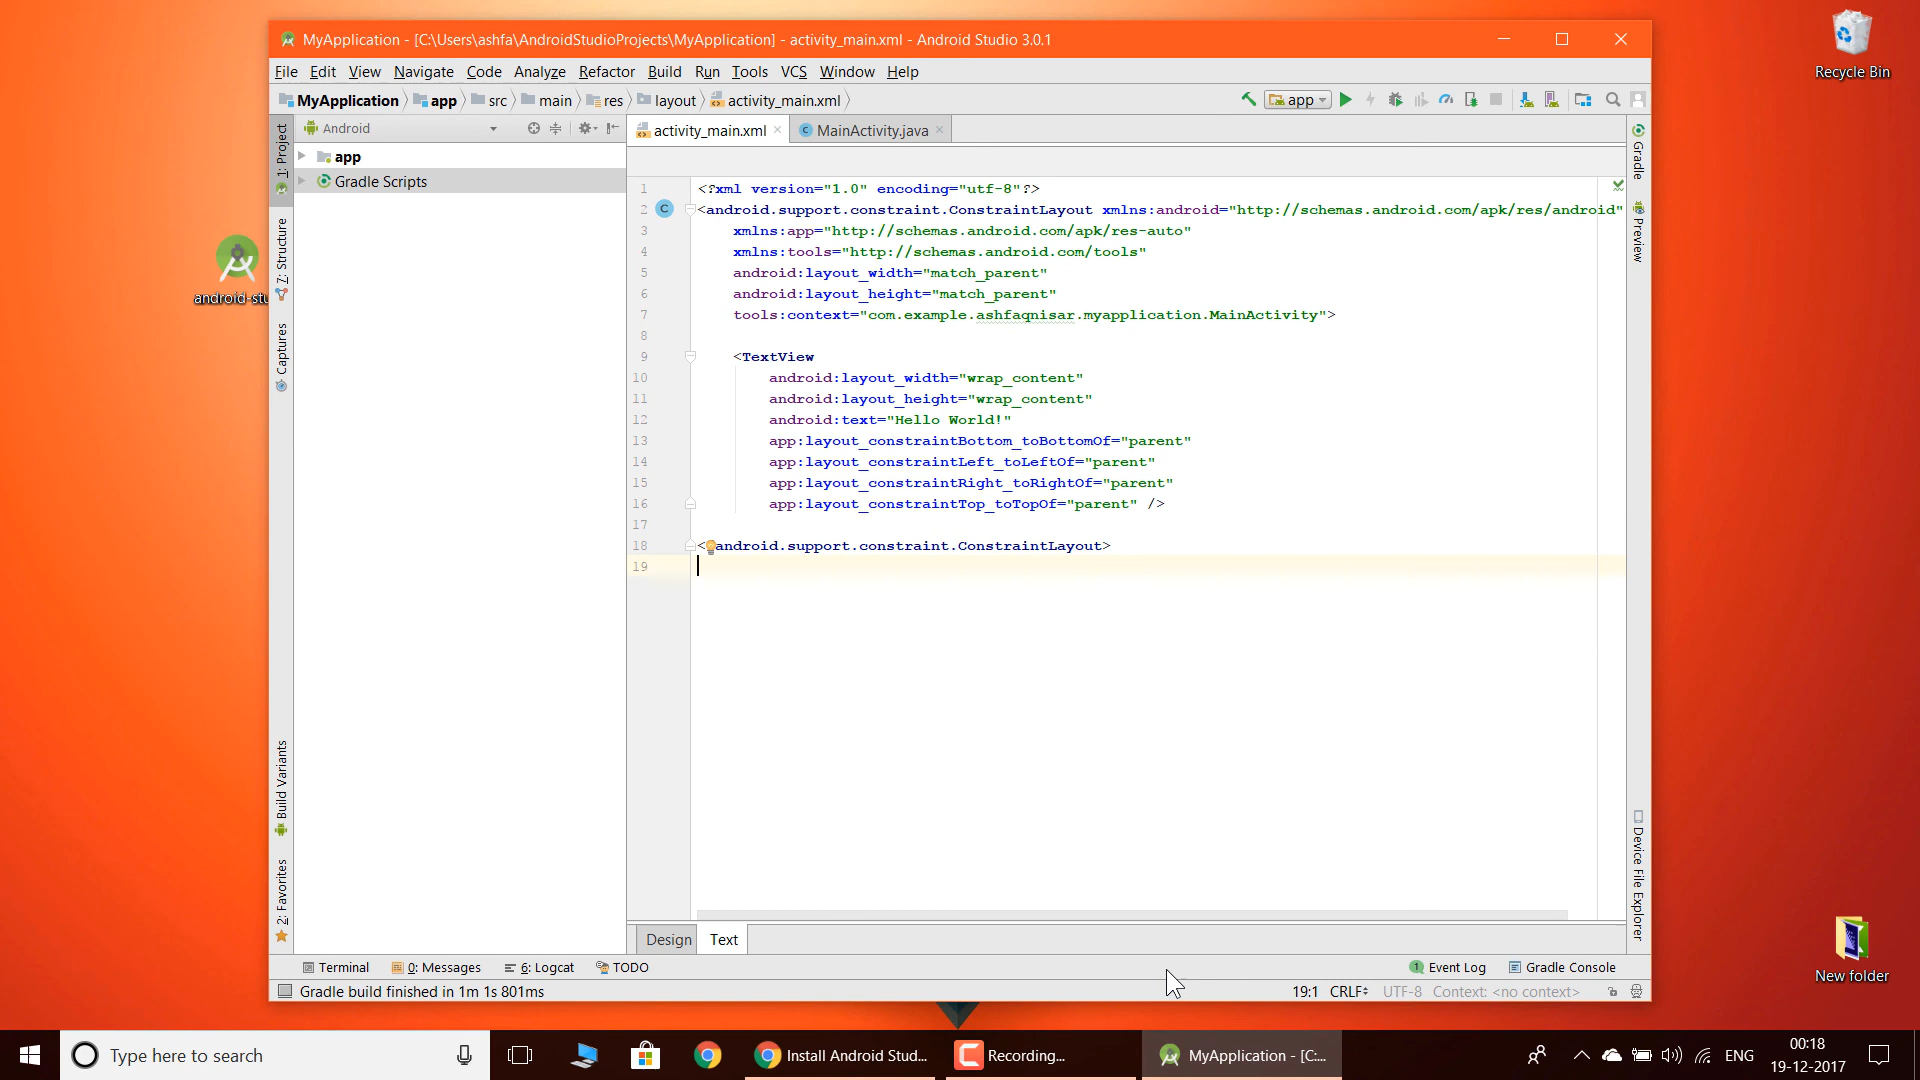 MyApplication - [C:\Users\ashfa\AndroidStudioProjects\MyApplication] - activity_main.xml - Android Studio 3.0.1
File Edit View Navigate Code Analyze Refactor Build Run Tools VCS Window Help
MyApplication app src main res layout activity_main.xml
app
Android
activity_main.xml
MainActivity.java
1: Project
7: Structure
Captures
Build Variants
2: Favorites
app
Gradle Scripts
1 <?xml version="1.0" encoding="utf-8"?>
2 <android.support.constraint.ConstraintLayout xmlns:android="http://schemas.android.com/apk/res/android"
3 xmlns:app="http://schemas.android.com/apk/res-auto"
4 xmlns:tools="http://schemas.android.com/tools"
5 android:layout_width="match_parent"
6 android:layout_height="match_parent"
7 tools:context="com.example.ashfaqnisar.myapplication.MainActivity">
8
9 <TextView
10 android:layout_width="wrap_content"
11 android:layout_height="wrap_content"
12 android:text="Hello World!"
13 app:layout_constraintBottom_toBottomOf="parent"
14 app:layout_constraintLeft_toLeftOf="parent"
15 app:layout_constraintRight_toRightOf="parent"
16 app:layout_constraintTop_toTopOf="parent" />
17
18 <android.support.constraint.ConstraintLayout>
19
Gradle
Preview
Device File Explorer
Design Text
Terminal 0: Messages 6: Logcat TODO 1 Event Log Gradle Console
Gradle build finished in 1m 1s 801ms 19:1 CRLF UTF-8 Context: <no context>
Recycle Bin
android-stu
New folder
Type here to search
Install Android Stud...
Recording...
MyApplication - [C:...
ENG
00:18
19-12-2017